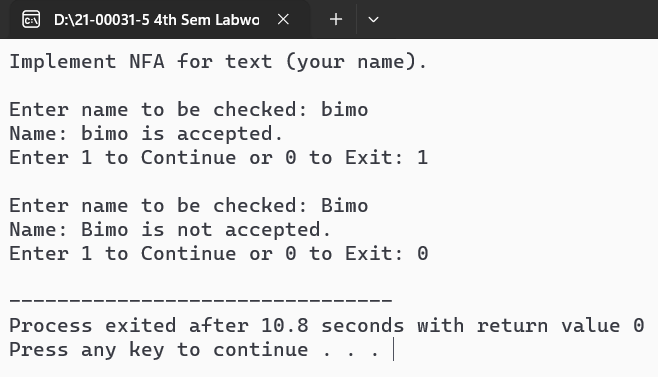 D:\21-00031-5 4th Sem Labwo
Implement NFA for text (your name).
Enter name to be checked: bimo
Name: bimo is accepted.
Enter 1 to Continue or 0 to Exit: 1
Enter name to be checked: Bimo
Name: Bimo is not accepted.
Enter 1 to Continue or 0 to Exit: 0
--------------------------------
Process exited after 10.8 seconds with return value 0
Press any key to continue . . .